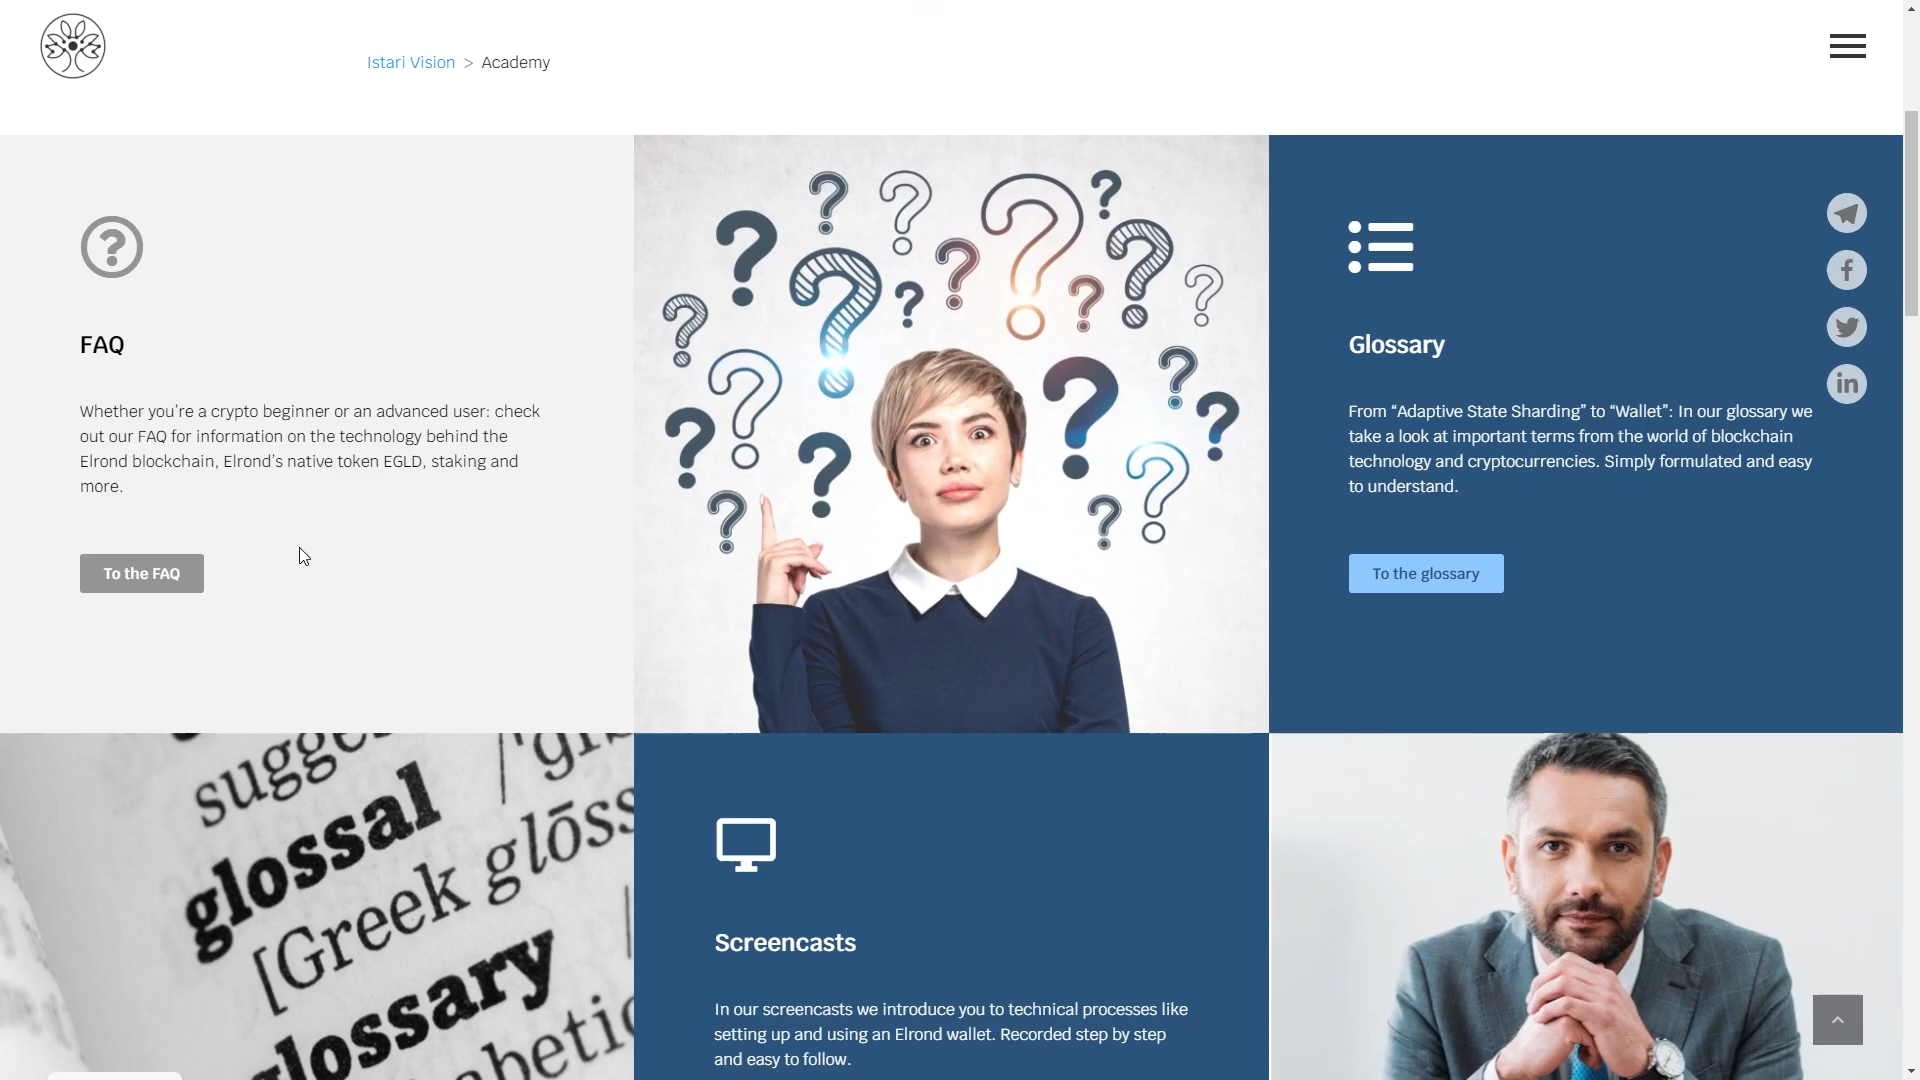 Istari Vision > Academy
FAQ
Whether you’re a crypto beginner or an advanced user: check
out our FAQ for information on the technology behind the
Elrond blockchain, Elrond’s native token EGLD, staking and
more.
To the FAQ
Glossary
From “Adaptive State Sharding” to “Wallet”: In our glossary we
take a look at important terms from the world of blockchain
technology and cryptocurrencies. Simply formulated and easy
to understand.
To the glossary
glossal
[Greek glōss
glossary
Screencasts
In our screencasts we introduce you to technical processes like
setting up and using an Elrond wallet. Recorded step by step
and easy to follow.